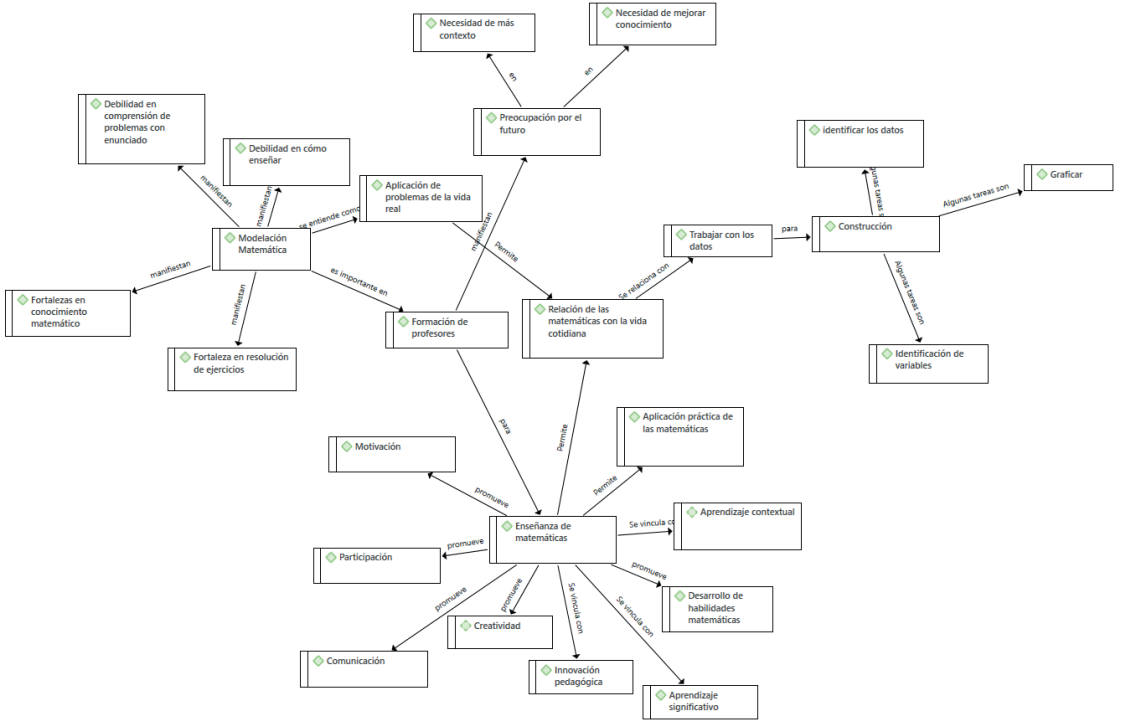 Necesidad de más
contexto
Necesidad de mejorar
conocimiento
en
en
Preocupación por el
futuro
Debilidad en
comprensión de
problemas con
enunciado
Debilidad en cómo
enseñar
identificar los datos
Graficar
manifiestan
manifiestan
Aplicación de
problemas de la vida
real
se entiende como
manifiestan
Algunas tareas son
Algunas tareas s
Modelación
Matemática
Permite
Trabajar con los
datos
para
Construcción
manifiestan
es importante en
Se relaciona con
Algunas tareas son
Fortalezas en
conocimiento
matemático
manifiestan
Formación de
profesores
Relación de las
matemáticas con la vida
cotidiana
Fortaleza en resolución
de ejercicios
Identificación de
variables
para
Permite
Aplicación práctica de
las matemáticas
Motivación
promueve
Permite
Enseñanza de
matemáticas
Se vincula co
Aprendizaje contextual
Participación
promueve
promueve
promueve
promueve
Se vincula con
Se vincula con
Desarrollo de
habilidades
matemáticas
Creatividad
Comunicación
Innovación
pedagógica
Aprendizaje
significativo